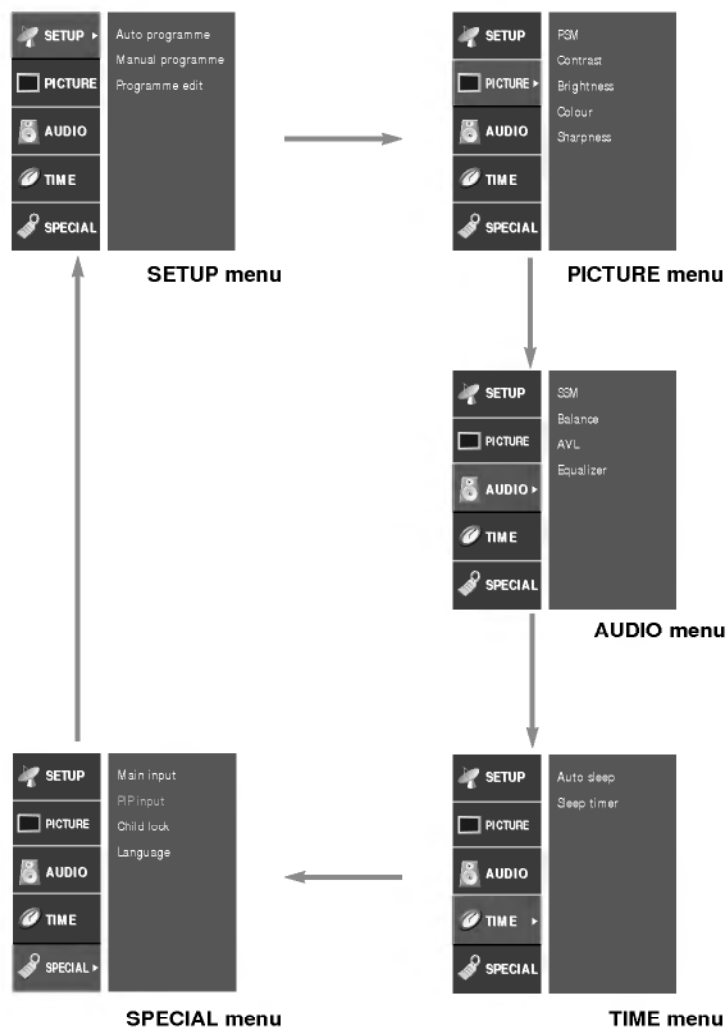 SETUP
PICTURE
AUDIO
TIME
SPECIAL
Auto programme
Manual programme
Programme edit
SETUP menu
SETUP
PICTURE
AUDIO
TIME
SPECIAL
PSM
Contrast
Brightness
Colour
Sharpness
PICTURE menu
SETUP
PICTURE
AUDIO
TIME
SPECIAL
SSM
Balance
AVL
Equalizer
AUDIO menu
SETUP
PICTURE
AUDIO
TIME
SPECIAL
Auto sleep
Sleep timer
TIME menu
SETUP
PICTURE
AUDIO
TIME
SPECIAL
Main input
PIP input
Child lock
Language
SPECIAL menu